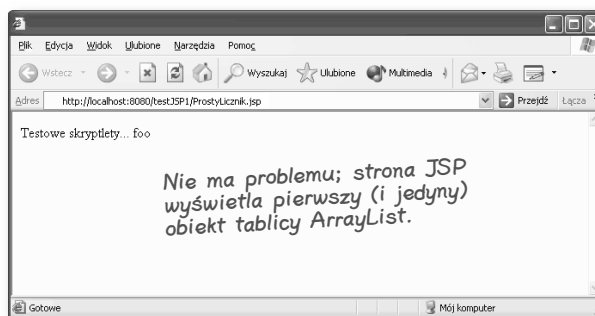 Plik Edycja Widok Ulubione Narzędzia Pomoc
Wstecz Wyszukaj Ulubione Multimedia
Adres http://localhost:8080/testJSP1/ProstyLicznik.jsp Przejdź Łącza
Testowe skryptlety... foo
Nie ma problemu; strona JSP
wyświetla pierwszy (i jedyny)
obiekt tablicy ArrayList.
Gotowe Mój komputer